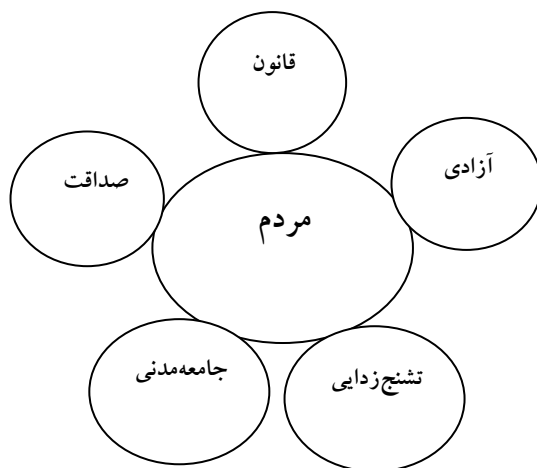 قانون
آزادی
صداقت
مردم
تشنج‌زدایی
جامعه‌مدنی